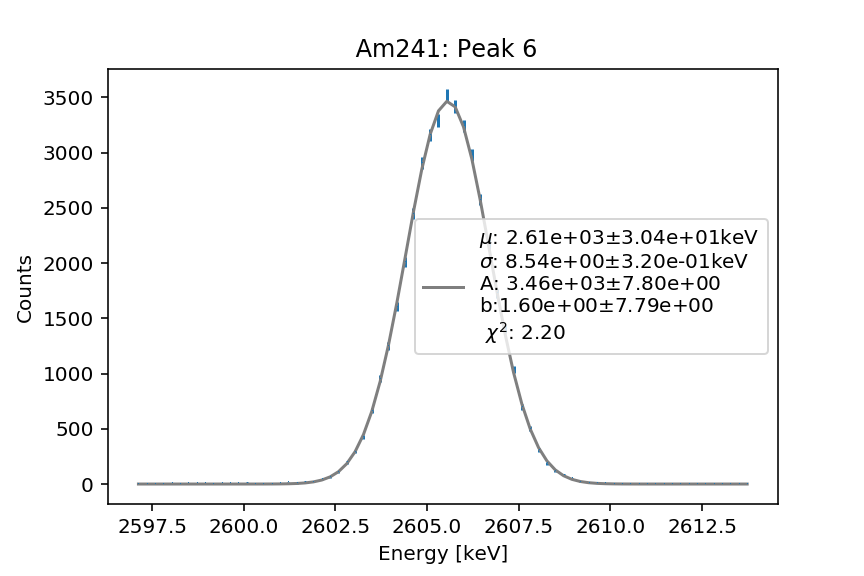 Am241: Peak 6
3500
3000
2500
2000
1500
1000
500
0
Counts
μ: 2.61e+03±3.04e+01keV
σ: 8.54e+00±3.20e-01keV
A: 3.46e+03±7.80e+00
b:1.60e+00±7.79e+00
χ²: 2.20
2597.5 2600.0 2602.5 2605.0 2607.5 2610.0 2612.5
Energy [keV]